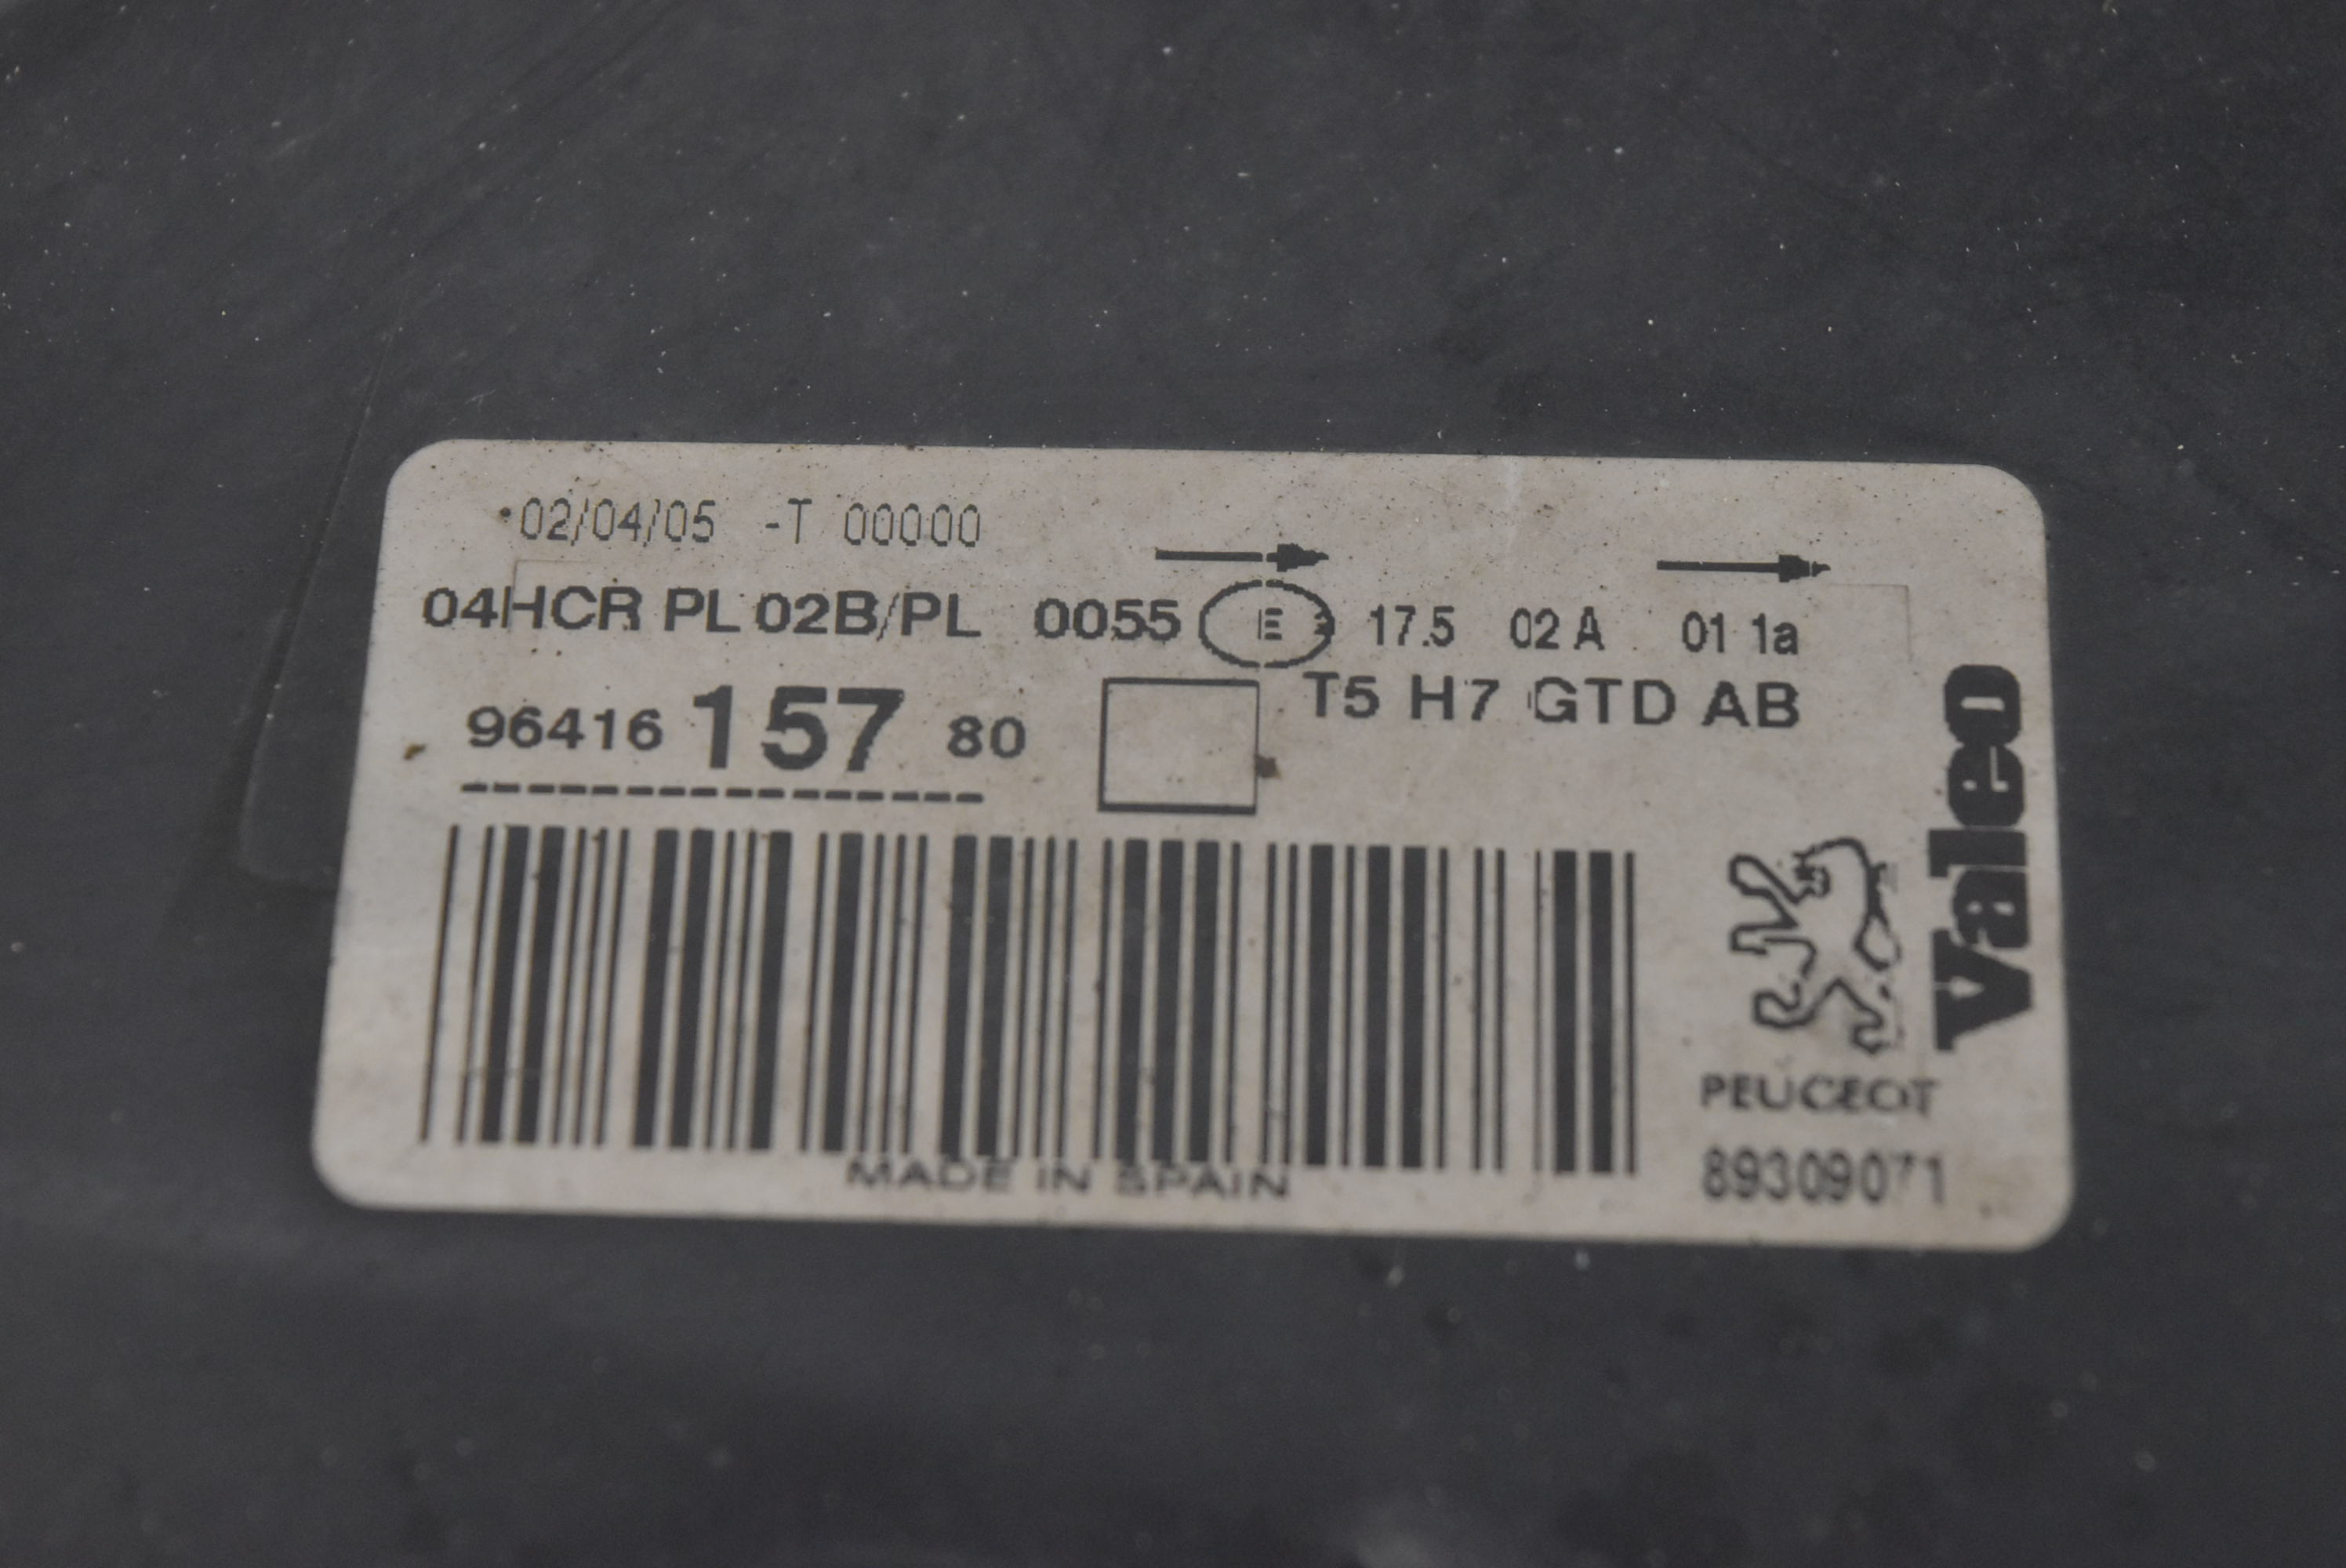 02/04/05 -T 00000
04HCR PL 02B/PL 0055 E 17.5 02 A 01 1a
96416 157 80 T5 H7 GTD AB
Valeo
PEUGEOT
89309071
MADE IN SPAIN